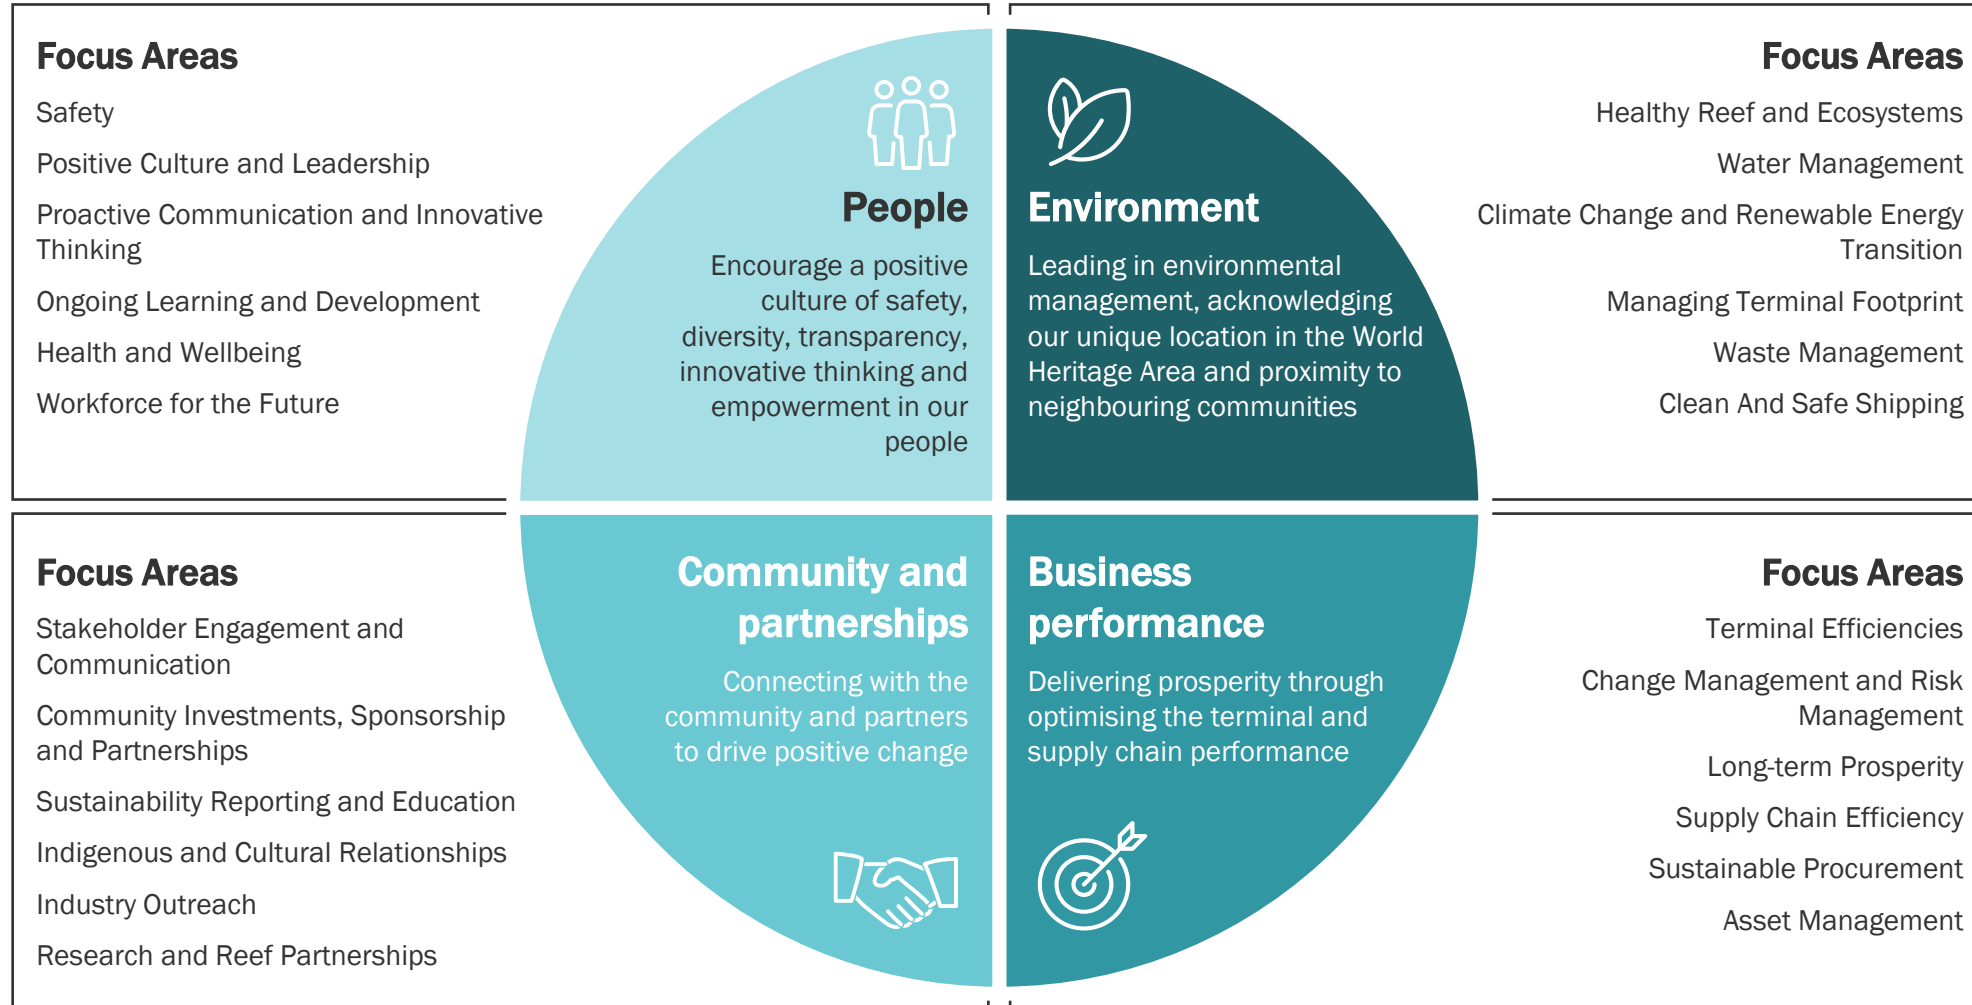 Focus Areas
Safety
Positive Culture and Leadership
Proactive Communication and Innovative
Thinking
Ongoing Learning and Development
Health and Wellbeing
Workforce for the Future
People
Encourage a positive
culture of safety,
diversity, transparency,
innovative thinking and
empowerment in our
people
Environment
Leading in environmental
management, acknowledging
our unique location in the World
Heritage Area and proximity to
neighbouring communities
Focus Areas
Healthy Reef and Ecosystems
Water Management
Climate Change and Renewable Energy
Transition
Managing Terminal Footprint
Waste Management
Clean And Safe Shipping
Focus Areas
Stakeholder Engagement and
Communication
Community Investments, Sponsorship
and Partnerships
Sustainability Reporting and Education
Indigenous and Cultural Relationships
Industry Outreach
Research and Reef Partnerships
Community and
partnerships
Connecting with the
community and partners
to drive positive change
Business
performance
Delivering prosperity through
optimising the terminal and
supply chain performance
Focus Areas
Terminal Efficiencies
Change Management and Risk
Management
Long-term Prosperity
Supply Chain Efficiency
Sustainable Procurement
Asset Management